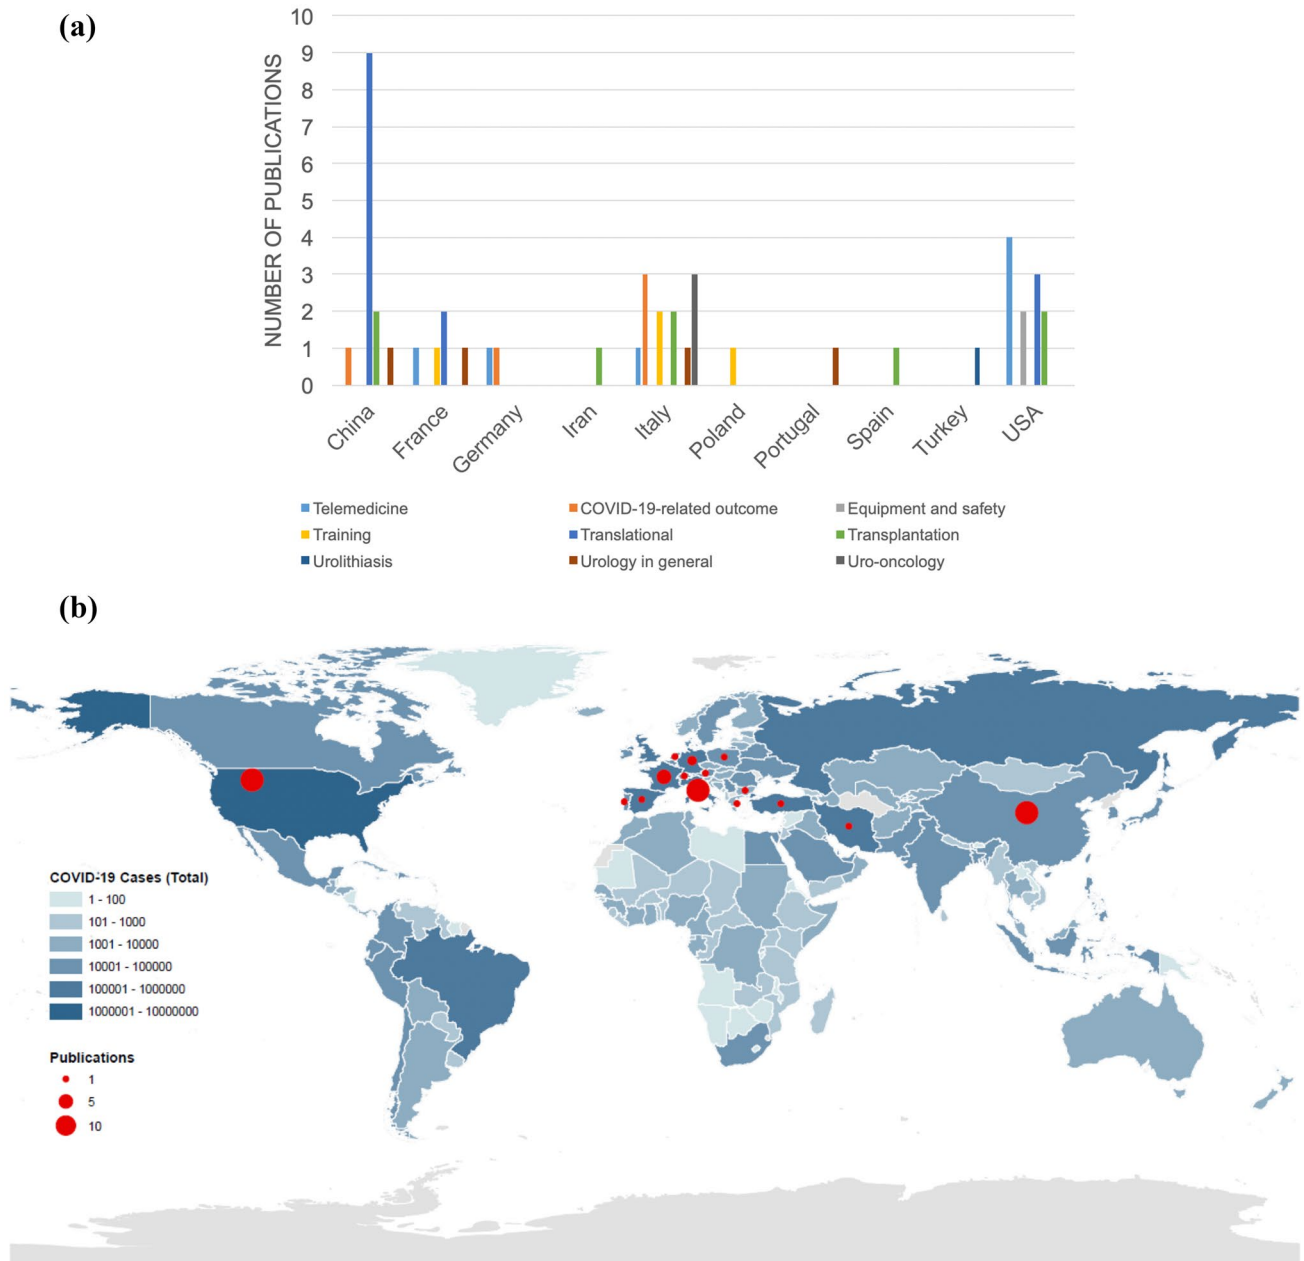 (a)
NUMBER OF PUBLICATIONS
10
9
8
7
6
5
4
3
2
1
0
China
France
Germany
Iran
Italy
Poland
Portugal
Spain
Turkey
USA
Telemedicine
COVID-19-related outcome
Equipment and safety
Training
Translational
Transplantation
Urolithiasis
Urology in general
Uro-oncology
(b)
COVID-19 Cases (Total)
1 - 100
101 - 1000
1001 - 10000
10001 - 100000
100001 - 1000000
1000001 - 10000000
Publications
1
5
10